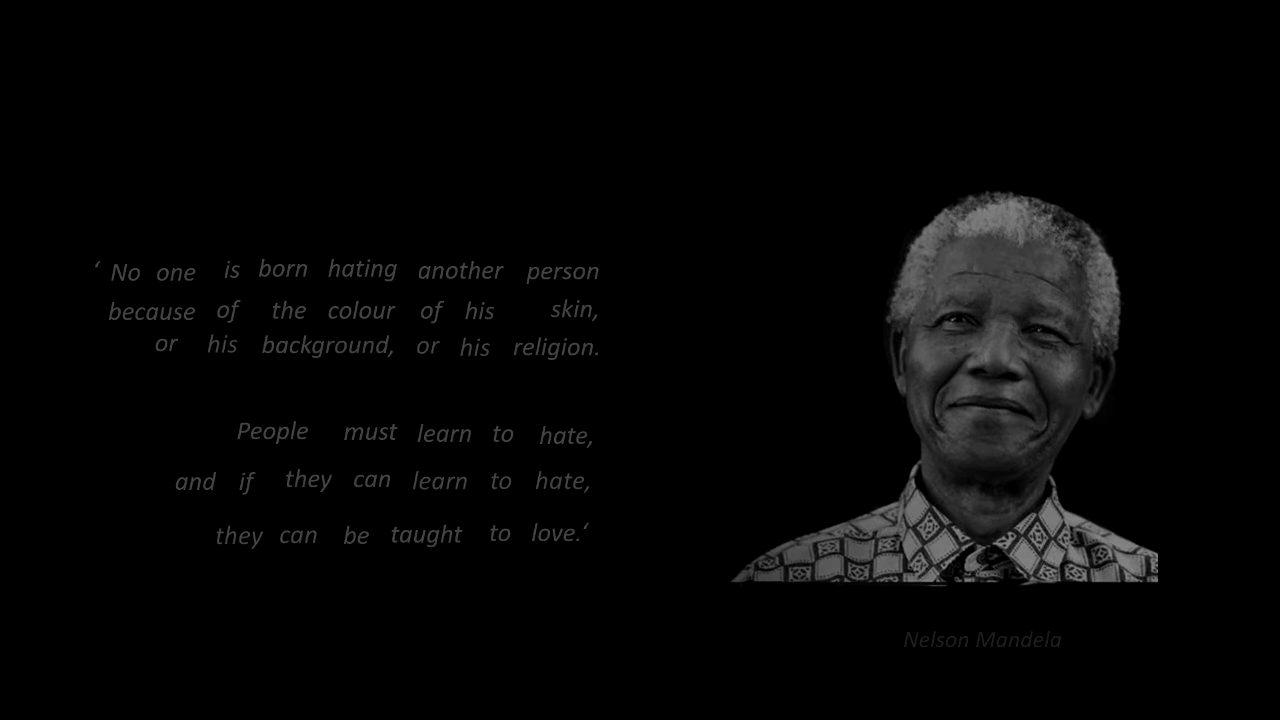 ‘ No one is born hating another person
because of the colour of his skin,
or his background, or his religion.
People must learn to hate,
and if they can learn to hate,
they can be taught to love.‘
Nelson Mandela